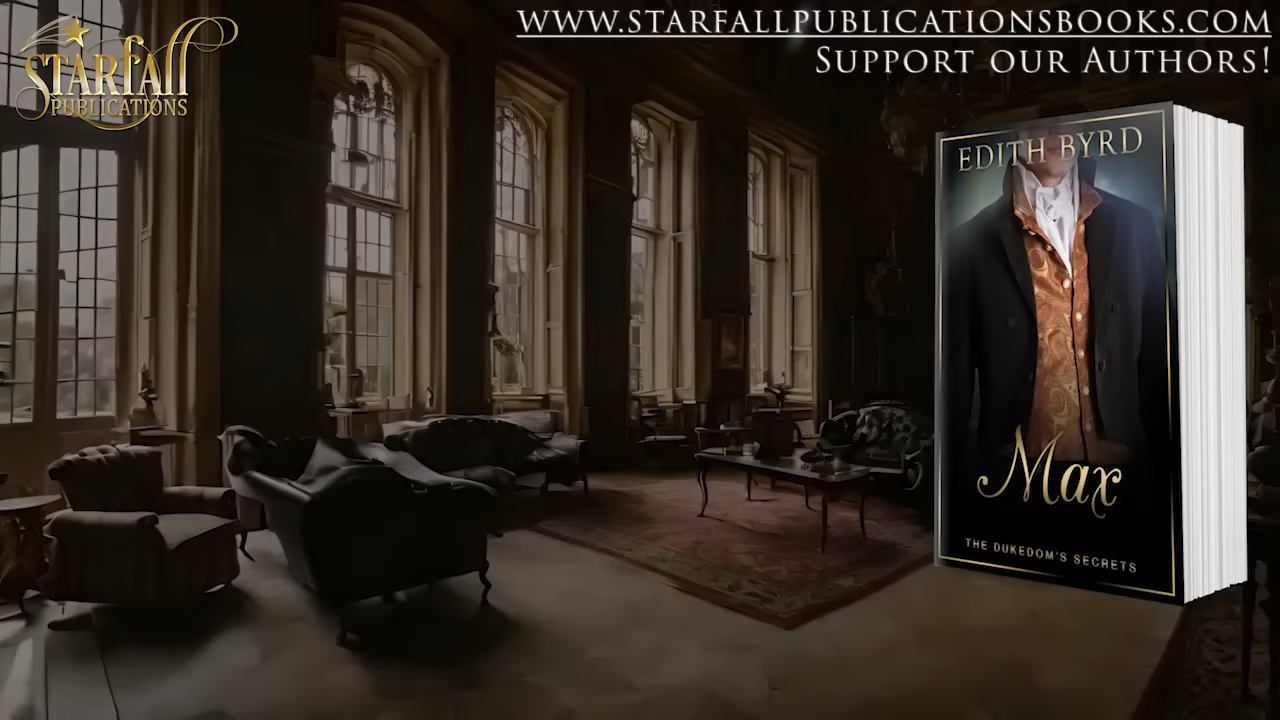 STARfall
PUBLICATIONS
WWW.STARFALLPUBLICATIONSBOOKS.COM
SUPPORT OUR AUTHORS!
EDITH BYRD
Max
THE DUKEDOM'S SECRETS